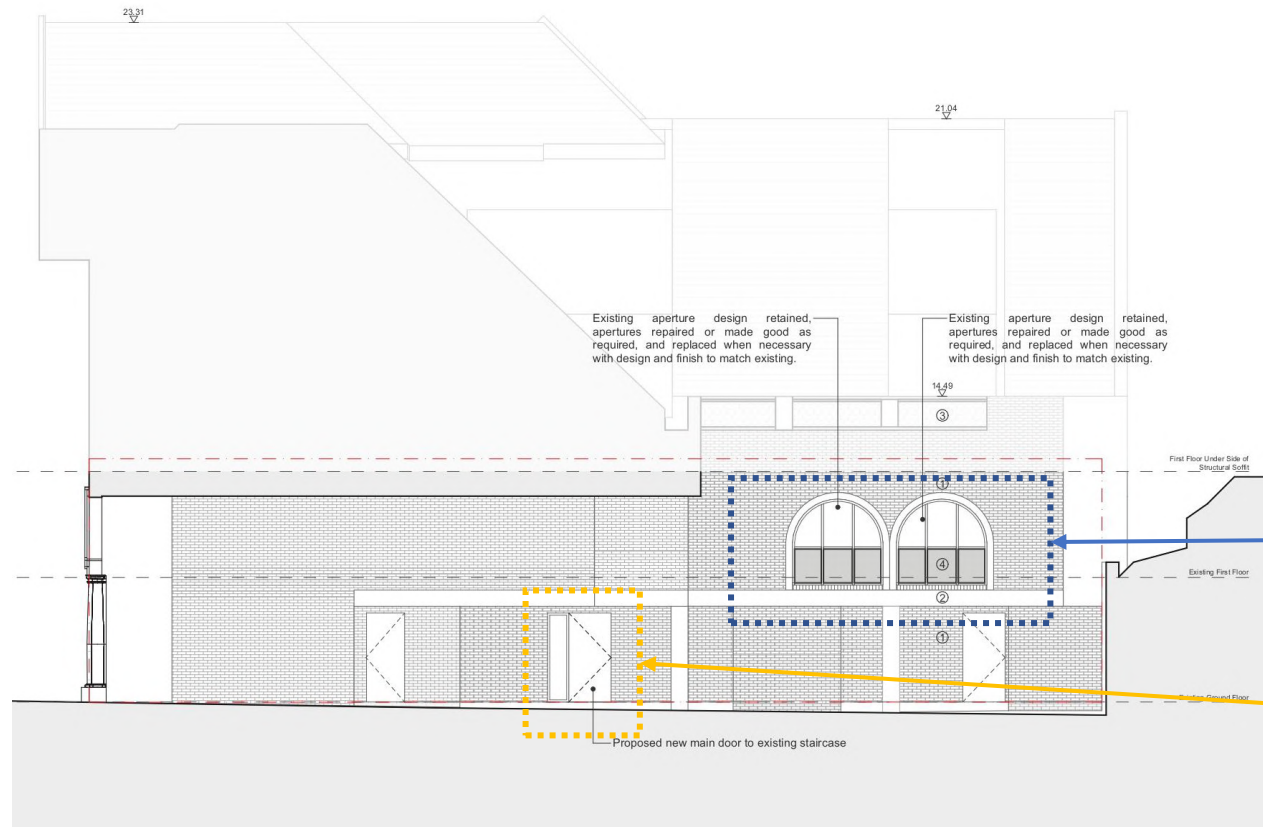 23.31
21.04
Existing aperture design retained,
apertures repaired or made good as
required, and replaced when necessary
with design and finish to match existing.
Existing aperture design retained,
apertures repaired or made good as
required, and replaced when necessary
with design and finish to match existing.
14.49
③
First Floor Under Side of
Structural Soffit
①
④
Existing First Floor
②
①
Existing Ground Floor
Proposed new main door to existing staircase